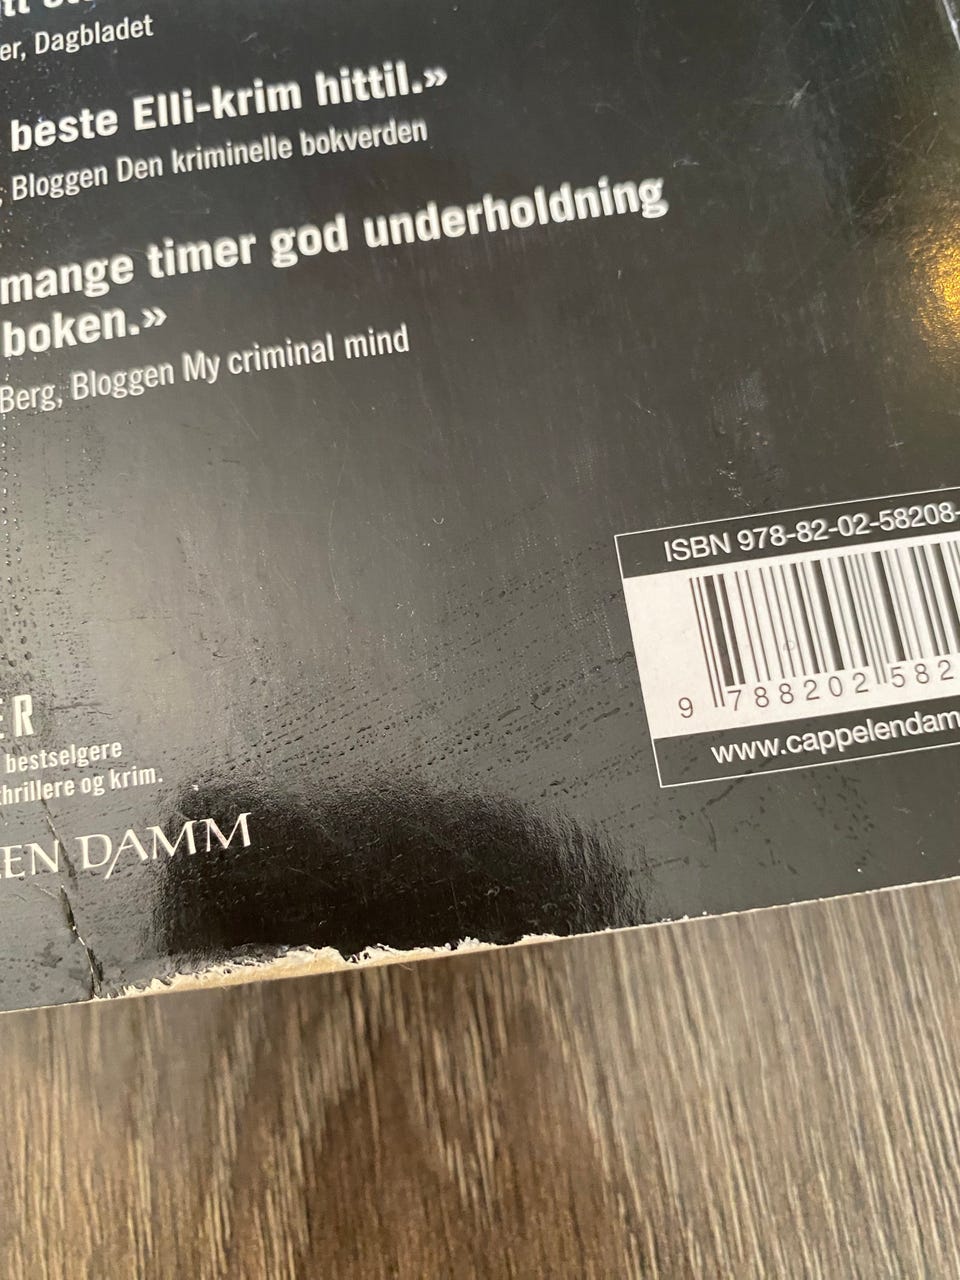 er, Dagbladet
beste Elli-krim hittil.»
, Bloggen Den kriminelle bokverden
mange timer god underholdning
boken.»
Berg, Bloggen My criminal mind
ISBN 978-82-02-58208-
9 788202 582
www.cappelendam
ER
bestselgere
thrillere og krim.
EN DAMM